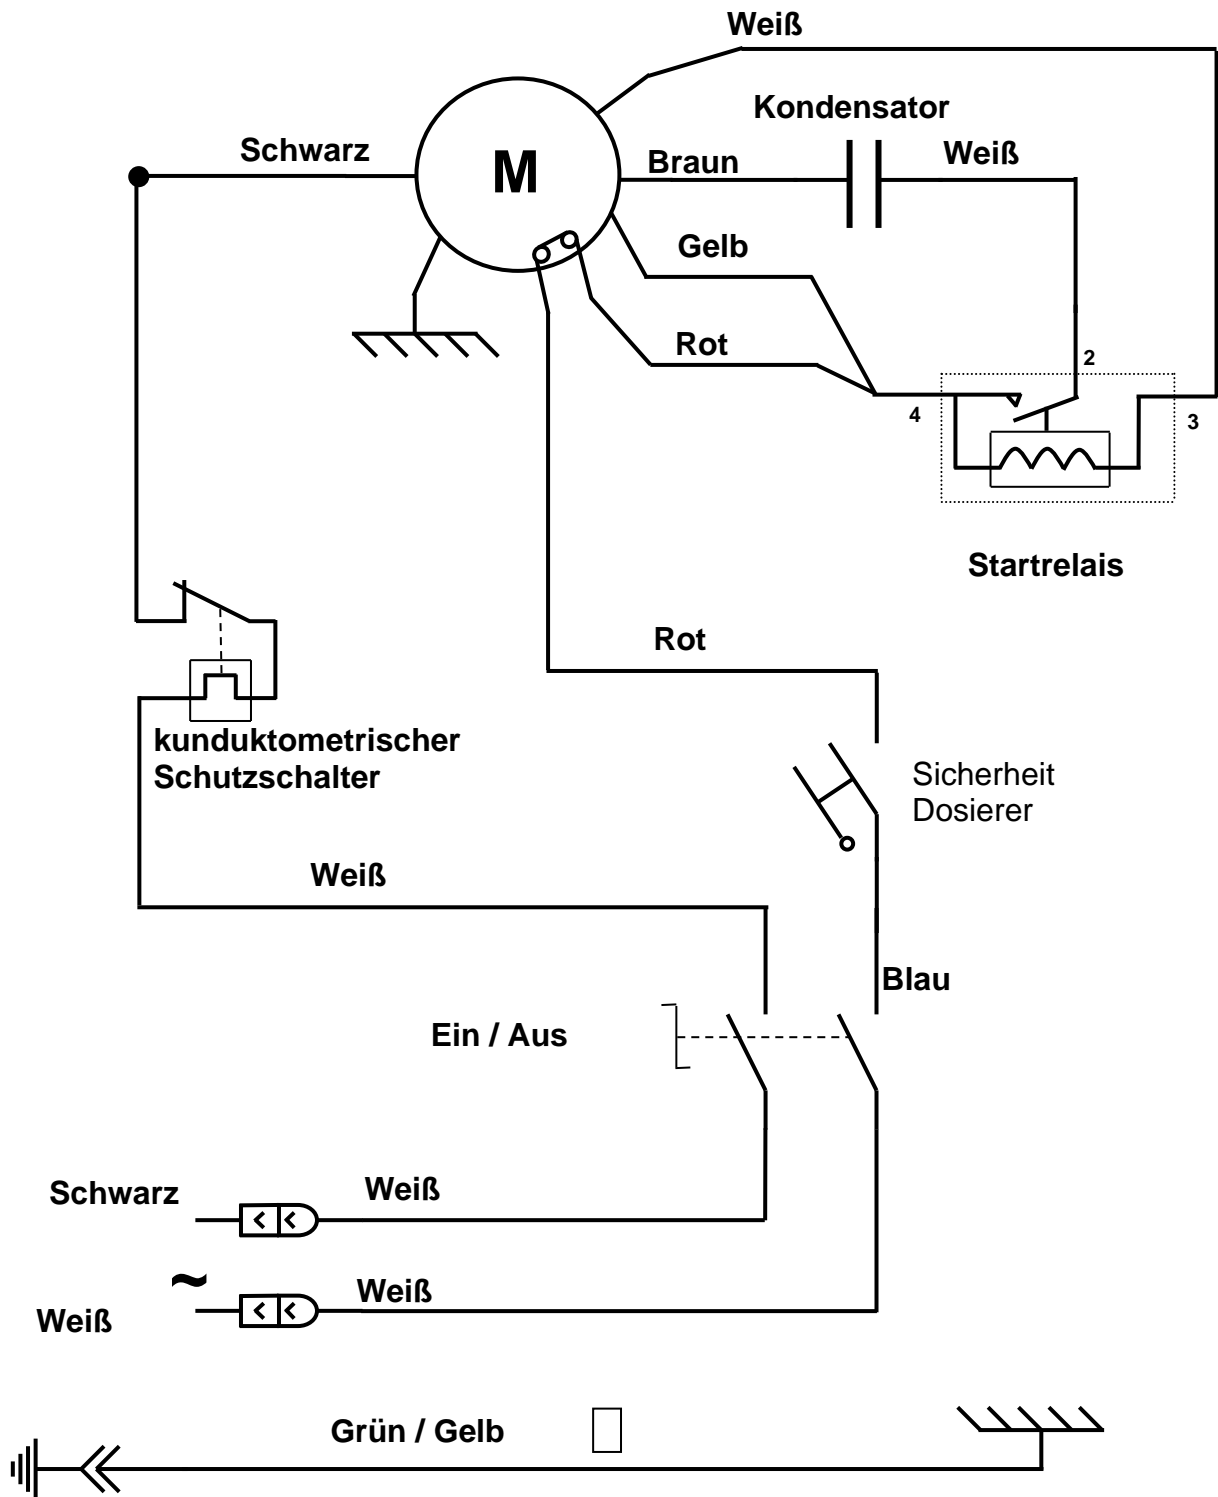 Weiß
Kondensator
Schwarz
M
Braun
Weiß
Gelb
Rot
2
4
3
Startrelais
Rot
kunduktometrischer
Schutzschalter
Sicherheit
Dosierer
Weiß
Blau
Ein / Aus
Schwarz
Weiß
~
Weiß
Weiß
Grün / Gelb